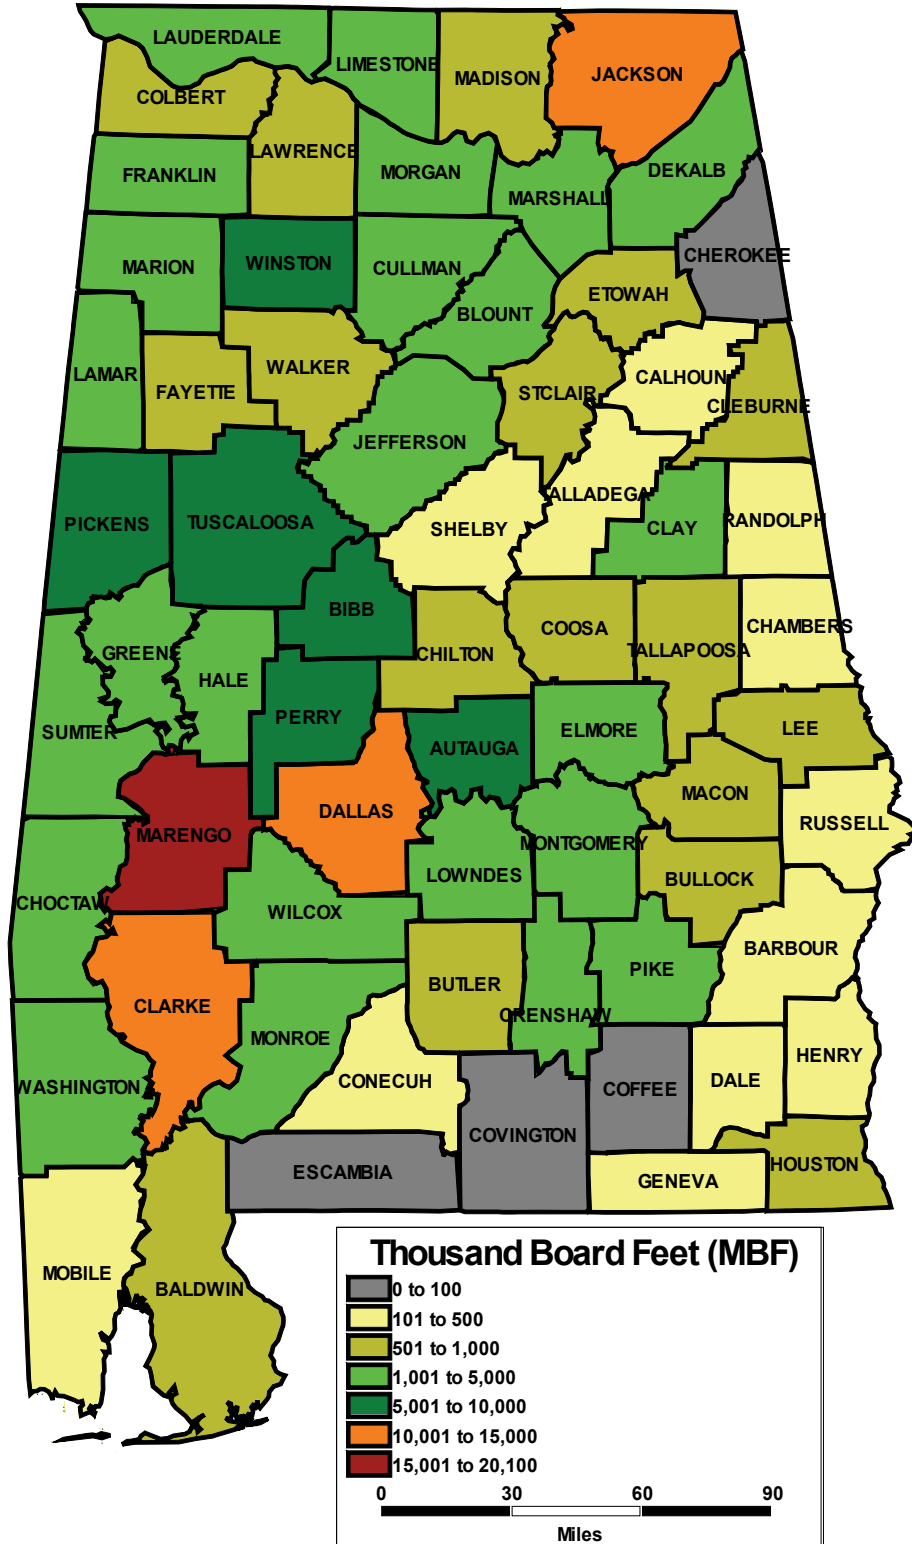 LAUDERDALE
LIMESTONE
MADISON
JACKSON
COLBERT
LAWRENCE
FRANKLIN
MORGAN
MARSHALL
DEKALB
MARION
WINSTON
CULLMAN
CHEROKEE
BLOUNT
ETOWAH
LAMAR
FAYETTE
WALKER
STCLAIR
CALHOUN
CLEBURNE
JEFFERSON
PICKENS
TUSCALOOSA
SHELBY
ALLADEGA
CLAY
RANDOLPH
BIBB
GREENE
HALE
CHILTON
COOSA
TALLAPOOSA
CHAMBERS
SUMTER
PERRY
AUTAUGA
ELMORE
LEE
MARENGO
DALLAS
MACON
RUSSELL
MONTGOMERY
LOWNDES
BULLOCK
CHOCTAW
WILCOX
BARBOUR
CLARKE
BUTLER
PIKE
CRENSHAW
MONROE
HENRY
WASHINGTON
CONECUH
COFFEE
DALE
COVINGTON
ESCAMBIA
GENEVA
HOUSTON
MOBILE
BALDWIN
Thousand Board Feet (MBF)
0 to 100
101 to 500
501 to 1,000
1,001 to 5,000
5,001 to 10,000
10,001 to 15,000
15,001 to 20,100
0 30 60 90
Miles